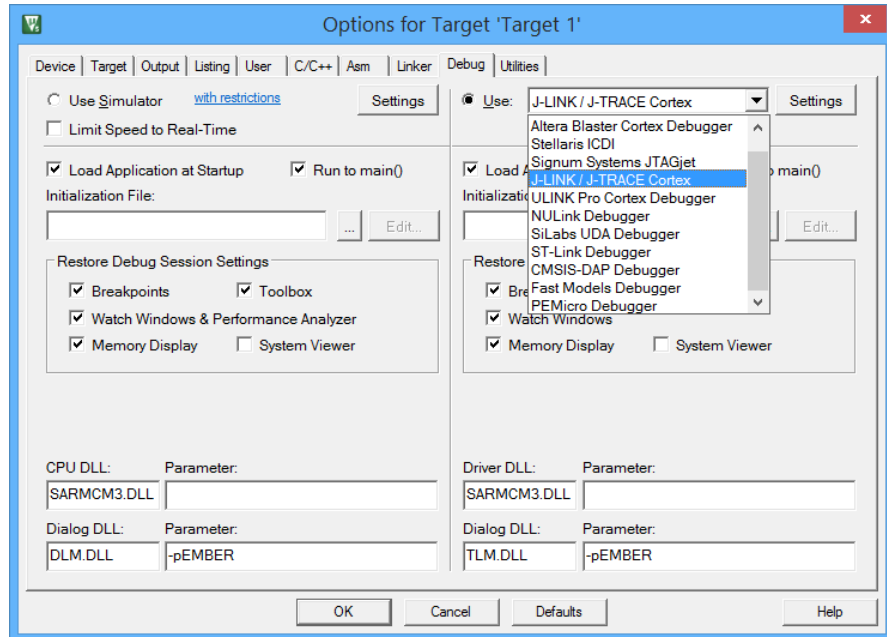 Options for Target 'Target 1'
Device | Target | Output | Listing | User | C/C++ | Asm | Linker | Debug | Utilities
Use Simulator with restrictions Settings
Limit Speed to Real-Time
Use: J-LINK / J-TRACE Cortex Settings
Altera Blaster Cortex Debugger
Stellaris ICDI
Signum Systems JTAGjet
J-LINK / J-TRACE Cortex
ULINK Pro Cortex Debugger
NULink Debugger
SiLabs UDA Debugger
ST-Link Debugger
CMSIS-DAP Debugger
Fast Models Debugger
PEMicro Debugger
Load Application at Startup Run to main()
Initialization File:
... Edit...
Restore Debug Session Settings
Breakpoints Toolbox
Watch Windows & Performance Analyzer
Memory Display System Viewer
Load main()
Edit...
Restore
Watch Windows
Memory Display System Viewer
CPU DLL: Parameter:
SARMCM3.DLL
Dialog DLL: Parameter:
DLM.DLL -pEMBER
Driver DLL: Parameter:
SARMCM3.DLL
Dialog DLL: Parameter:
TLM.DLL -pEMBER
OK Cancel Defaults Help